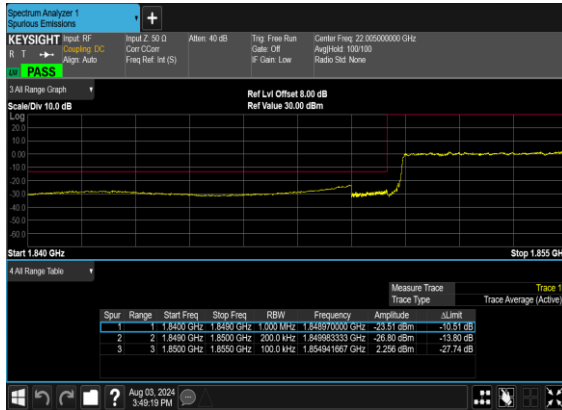 Spectrum Analyzer 1
Spurious Emissions
KEYSIGHT Input: RF Input Z: 50 Ω Atten: 40 dB Trig: Free Run Center Freq: 22.005000000 GHz
R T Coupling: DC Corr CCorr Gate: Off Avg|Hold: 100/100
Align: Auto Freq Ref: Int (S) IF Gain: Low Radio Std: None
LV PASS
3 All Range Graph
Ref Lvl Offset 8.00 dB
Scale/Div 10.0 dB Ref Value 30.00 dBm
Log
20.0
10.0
0.00
-10.0
-20.0
-30.0
-40.0
-50.0
-60.0
Start 1.840 GHz Stop 1.855 GH
4 All Range Table
Measure Trace Trace 1
Trace Type Trace Average (Active)
Spur Range Start Freq Stop Freq RBW Frequency Amplitude ΔLimit
1 1 1.8400 GHz 1.8490 GHz 1.000 MHz 1.848970000 GHz -23.51 dBm -10.51 dB
2 2 1.8490 GHz 1.8500 GHz 200.0 kHz 1.849983333 GHz -26.80 dBm -13.80 dB
3 3 1.8500 GHz 1.8550 GHz 100.0 kHz 1.854941667 GHz 2.256 dBm -27.74 dB
Aug 03, 2024
3:49:19 PM